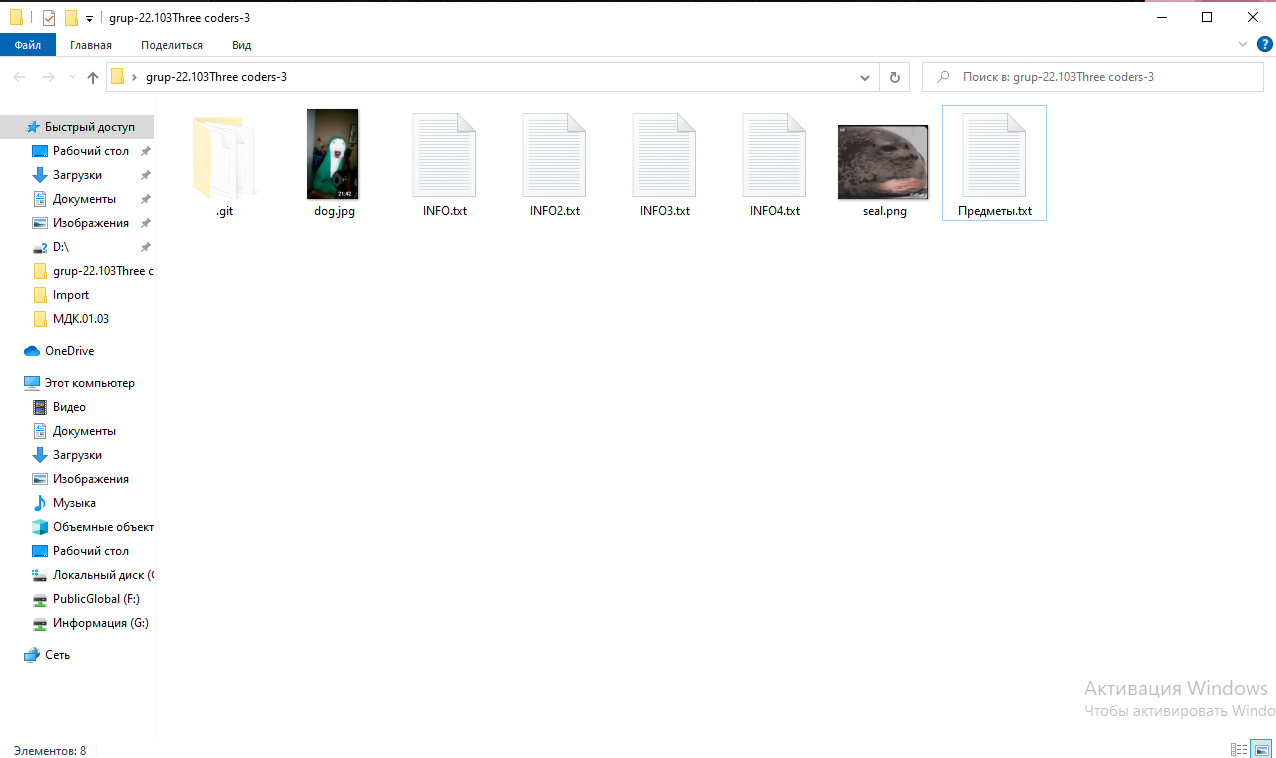 grup-22.103Three coders-3
Файл Главная Поделиться Вид
grup-22.103Three coders-3
Поиск в: grup-22.103Three coders-3
Быстрый доступ
Рабочий стол
Загрузки
Документы
Изображения
D:\
grup-22.103Three c
Import
МДК.01.03
OneDrive
Этот компьютер
Видео
Документы
Загрузки
Изображения
Музыка
Объемные объект
Рабочий стол
Локальный диск (
PublicGlobal (F:)
Информация (G:)
Сеть
21:42
.git dog.jpg INFO.txt INFO2.txt INFO3.txt INFO4.txt seal.png Предметы.txt
Активация Windows
Чтобы активировать Windo
Элементов: 8